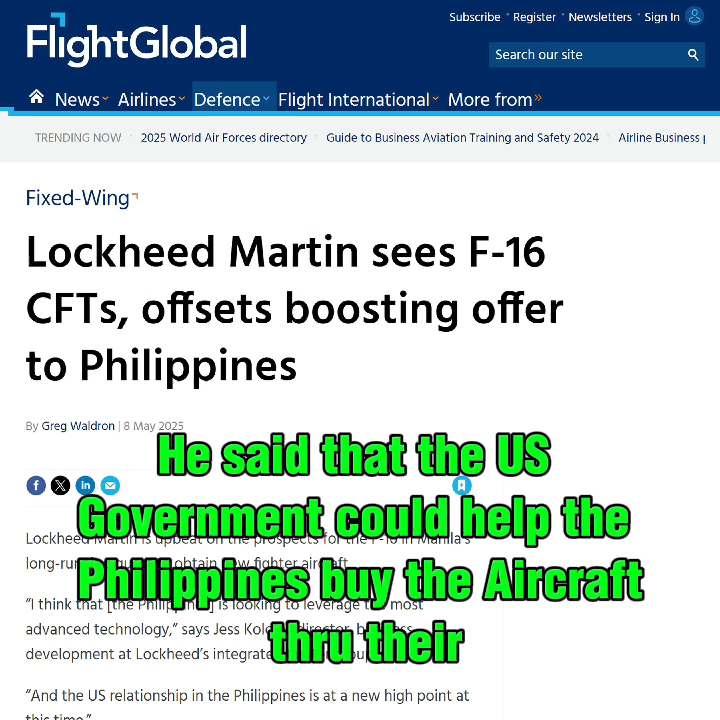 FlightGlobal
Subscribe Register Newsletters Sign In
Search our site
News Airlines Defence Flight International More from
TRENDING NOW 2025 World Air Forces directory Guide to Business Aviation Training and Safety 2024 Airline Business
Fixed-Wing
Lockheed Martin sees F-16
CFTs, offsets boosting offer
to Philippines
By Greg Waldron | 8 May 2025
He said that the US
Government could help the
Philippines buy the Aircraft
thru their
Lockheed Martin is upbeat on the prospects for the F-16 in Manila's
long-run obtain fighter aircraft
"I think that [the Philippines] is looking to leverage the most
advanced technology," says Jess director,
development at Lockheed's
"And the US relationship in the Philippines is at a new high point at
this time."